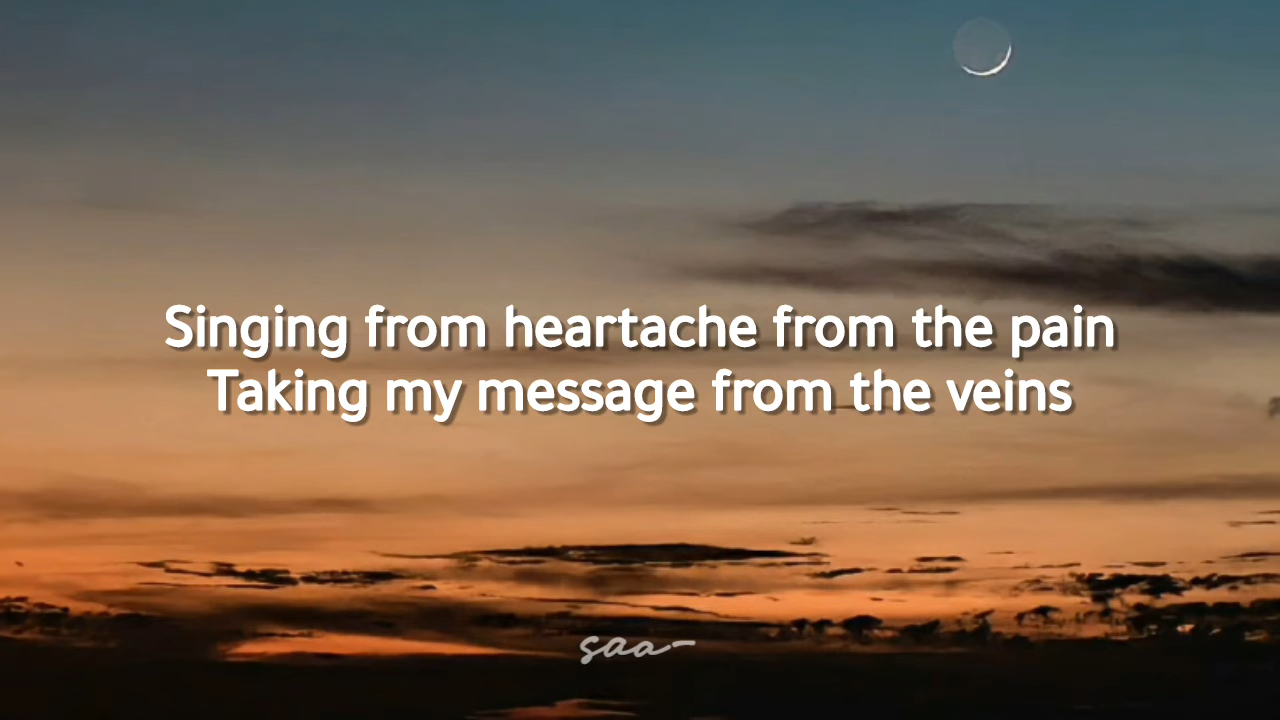 Singing from heartache from the pain
Taking my message from the veins
saa-